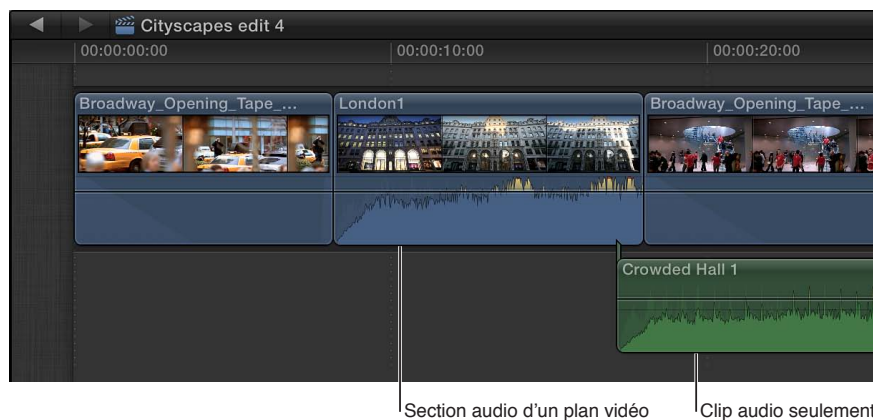 Cityscapes edit 4
00:00:00:00 00:00:10:00 00:00:20:00
Broadway_Opening_Tape_... London1 Broadway_Opening_Tape_...
Crowded Hall 1
Section audio d'un plan vidéo Clip audio seulement